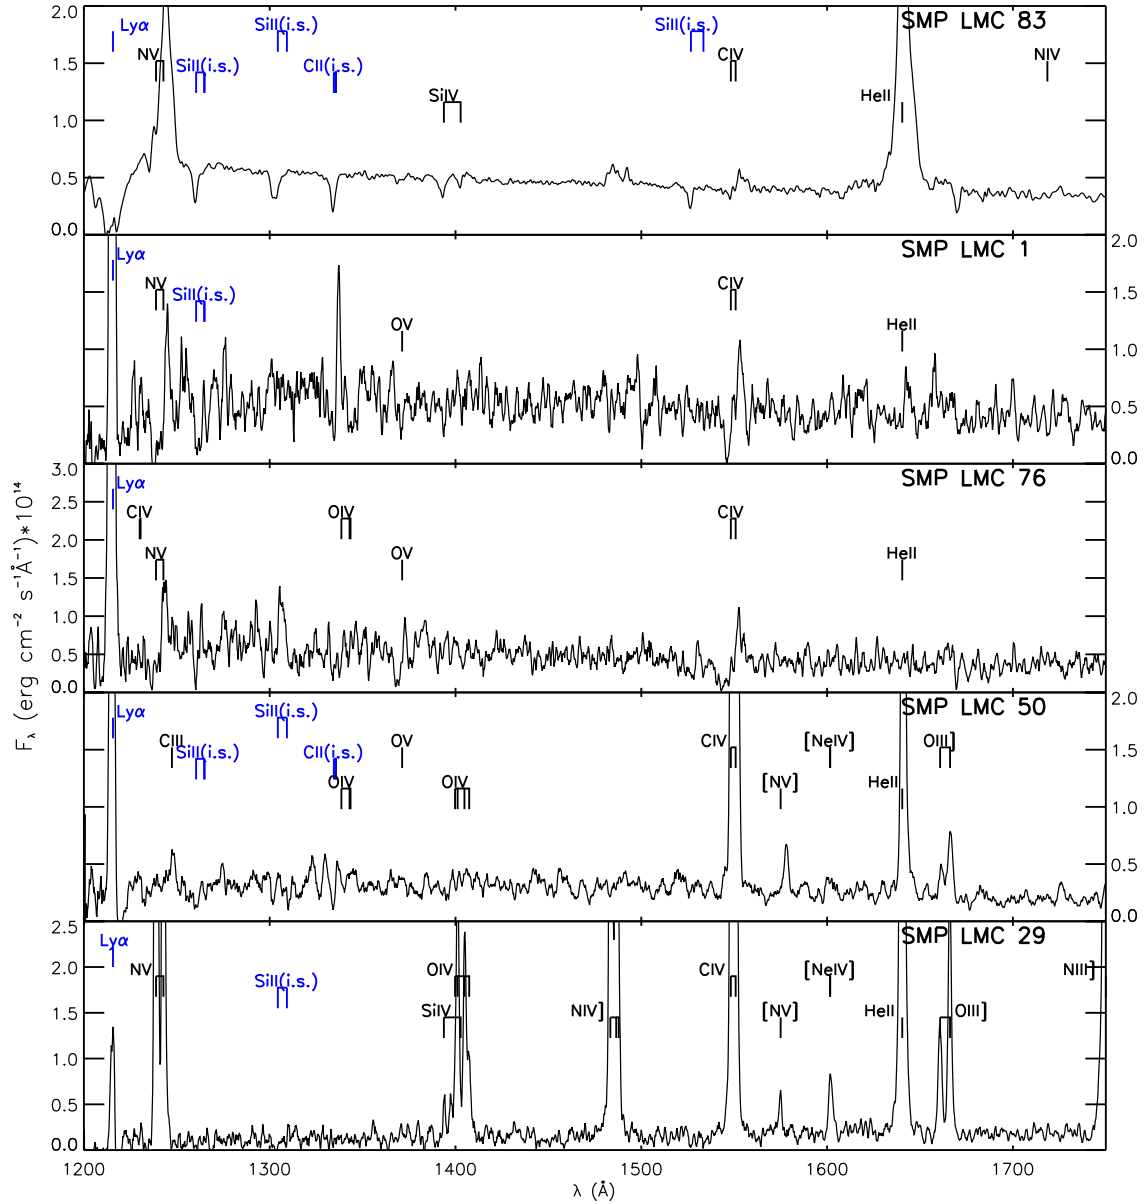 SMP LMC 83
2.0
Lyα
SiII(i.s.)
SiII(i.s.)
NV
SiII(i.s.)
CII(i.s.)
CIV
NIV
1.5
SiIV
HeII
1.0
0.5
0.0
SMP LMC 1
2.0
Lyα
NV
SiII(i.s.)
CIV
1.5
OV
HeII
1.0
0.5
0.0
SMP LMC 76
3.0
Lyα
2.5
CIV
OIV
CIV
2.0
NV
OV
HeII
1.5
1.0
0.5
0.0
SMP LMC 50
2.0
Lyα
SiII(i.s.)
CIII
SiII(i.s.)
CII(i.s.)
OV
CIV
[NeIV]
OIII]
1.5
OIV
OIV
[NV]
HeII
1.0
0.5
0.0
SMP LMC 29
2.5
Lyα
2.0
NV
SiII(i.s.)
OIV
CIV
[NeIV]
NIII]
1.5
SiIV
NIV]
[NV]
HeII
OIII]
1.0
0.5
0.0
1200 1300 1400 1500 1600 1700
λ (Å)
Fλ (erg cm⁻² s⁻¹Å⁻¹)*10¹⁴